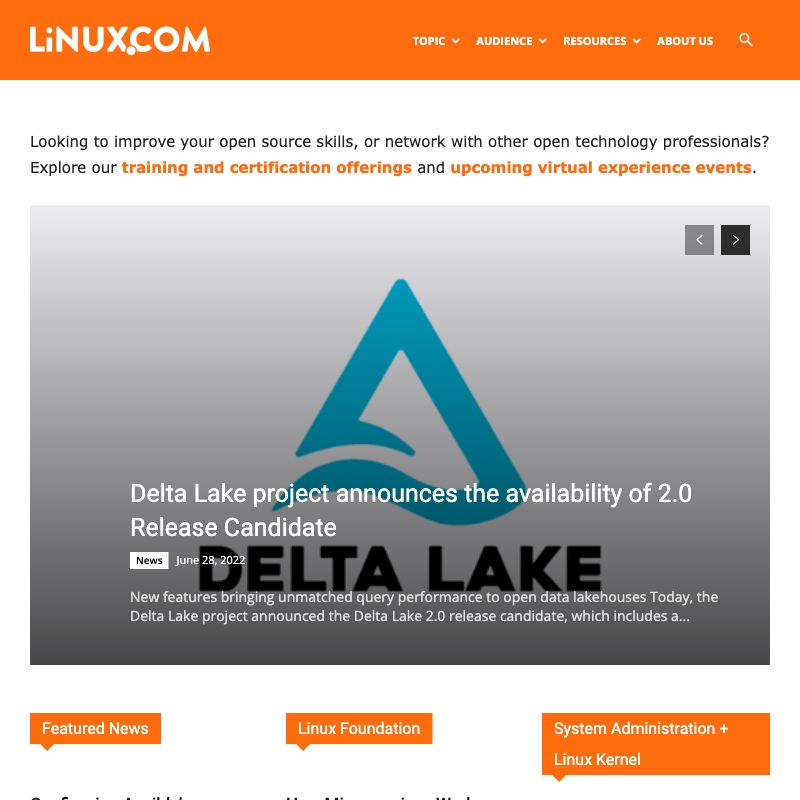 LiNUX.COM
TOPIC AUDIENCE RESOURCES ABOUT US
Looking to improve your open source skills, or network with other open technology professionals?
Explore our training and certification offerings and upcoming virtual experience events.
Delta Lake project announces the availability of 2.0
Release Candidate
News June 28, 2022
DELTA LAKE
New features bringing unmatched query performance to open data lakehouses Today, the
Delta Lake project announced the Delta Lake 2.0 release candidate, which includes a...
Featured News
Linux Foundation
System Administration +
Linux Kernel